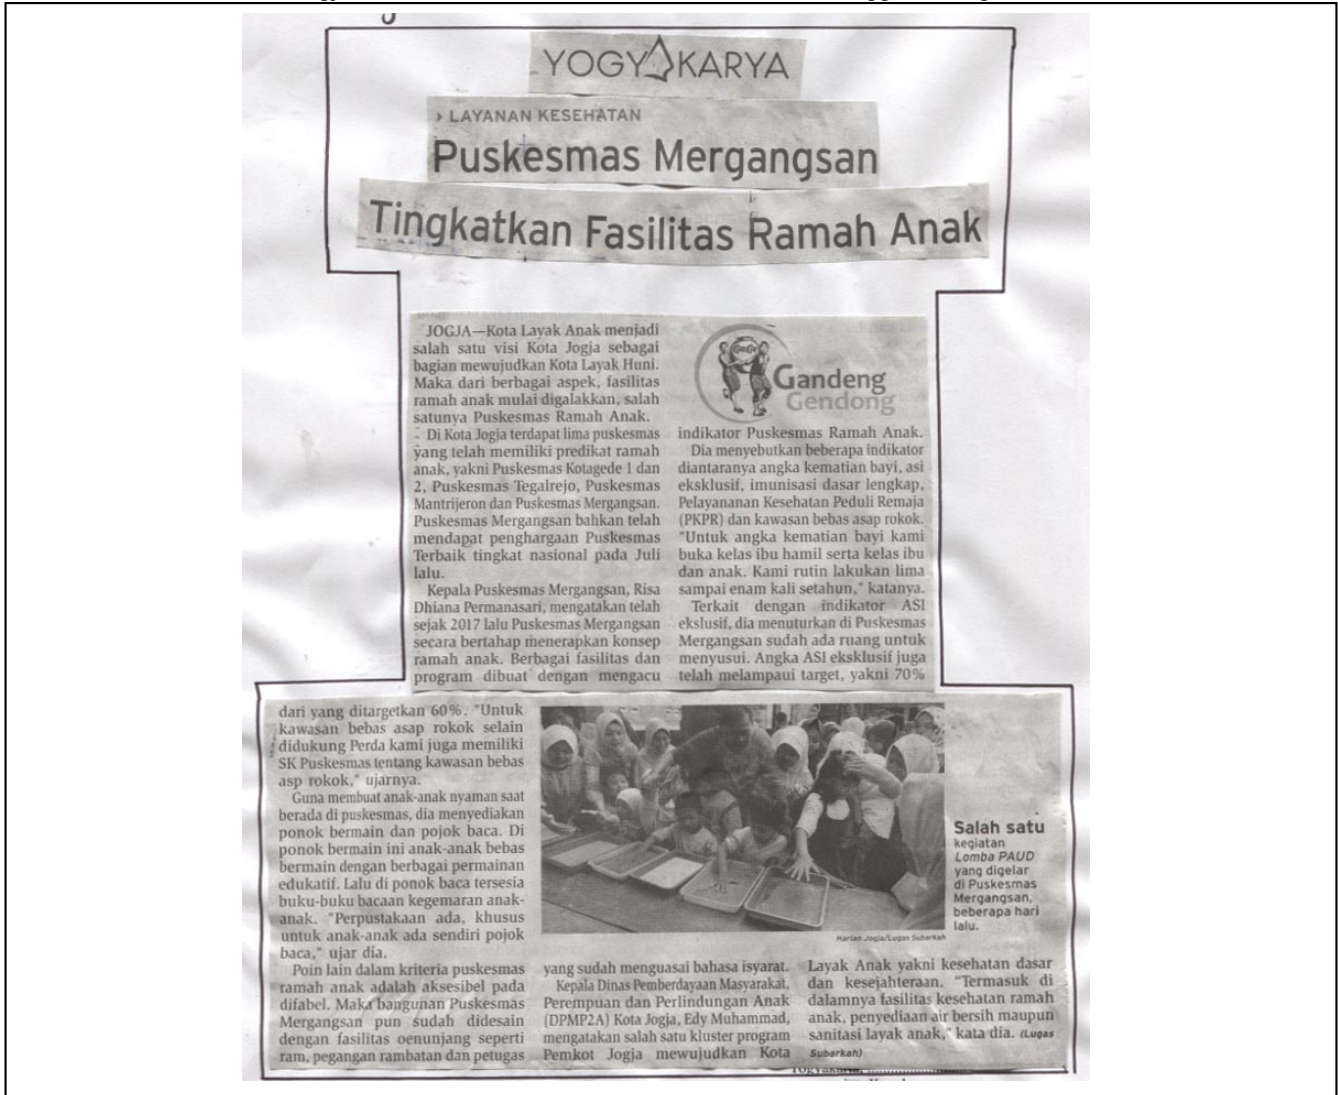 YOGYAKARYA
› LAYANAN KESEHATAN
Puskesmas Mergangsan
Tingkatkan Fasilitas Ramah Anak
JOGJA—Kota Layak Anak menjadi
salah satu visi Kota Jogja sebagai
bagian mewujudkan Kota Layak Huni.
Maka dari berbagai aspek, fasilitas
ramah anak mulai digalakkan, salah
satunya Puskesmas Ramah Anak.
Di Kota Jogja terdapat lima puskesmas
yang telah memiliki predikat ramah
anak, yakni Puskesmas Kotagede 1 dan
2, Puskesmas Tegalrejo, Puskesmas
Mantrijeron dan Puskesmas Mergangsan.
Puskesmas Mergangsan bahkan telah
mendapat penghargaan Puskesmas
Terbaik tingkat nasional pada Juli
lalu.
Kepala Puskesmas Mergangsan, Risa
Dhiana Permanasari, mengatakan telah
sejak 2017 lalu Puskesmas Mergangsan
secara bertahap menerapkan konsep
ramah anak. Berbagai fasilitas dan
program dibuat dengan mengacu
GaGe
Gandeng
Gendong
indikator Puskesmas Ramah Anak.
Dia menyebutkan beberapa indikator
diantaranya angka kematian bayi, asi
eksklusif, imunisasi dasar lengkap,
Pelayananan Kesehatan Peduli Remaja
(PKPR) dan kawasan bebas asap rokok.
"Untuk angka kematian bayi kami
buka kelas ibu hamil serta kelas ibu
dan anak. Kami rutin lakukan lima
sampai enam kali setahun," katanya.
Terkait dengan indikator ASI
ekslusif, dia menuturkan di Puskesmas
Mergangsan sudah ada ruang untuk
menyusui. Angka ASI eksklusif juga
telah melampaui target, yakni 70%
dari yang ditargetkan 60%. "Untuk
kawasan bebas asap rokok selain
didukung Perda kami juga memiliki
SK Puskesmas tentang kawasan bebas
asp rokok," ujarnya.
Guna membuat anak-anak nyaman saat
berada di puskesmas, dia menyediakan
ponok bermain dan pojok baca. Di
ponok bermain ini anak-anak bebas
bermain dengan berbagai permainan
edukatif. Lalu di ponok baca tersesia
buku-buku bacaan kegemaran anak-
anak. "Perpustakaan ada, khusus
untuk anak-anak ada sendiri pojok
baca," ujar dia.
Poin lain dalam kriteria puskesmas
ramah anak adalah aksesibel pada
difabel. Maka bangunan Puskesmas
Mergangsan pun sudah didesain
dengan fasilitas oenunjang seperti
ram, pegangan rambatan dan petugas
Harian Jogja/Lugas Subarkah
Salah satu
kegiatan
Lomba PAUD
yang digelar
di Puskesmas
Mergangsan,
beberapa hari
lalu.
yang sudah menguasai bahasa isyarat.
Kepala Dinas Pemberdayaan Masyarakat,
Perempuan dan Perlindungan Anak
(DPMP2A) Kota Jogja, Edy Muhammad,
mengatakan salah satu kluster program
Pemkot Jogja mewujudkan Kota
Layak Anak yakni kesehatan dasar
dan kesejahteraan. "Termasuk di
dalamnya fasilitas kesehatan ramah
anak, penyediaan air bersih maupun
sanitasi layak anak," kata dia. (Lugas
Subarkah)